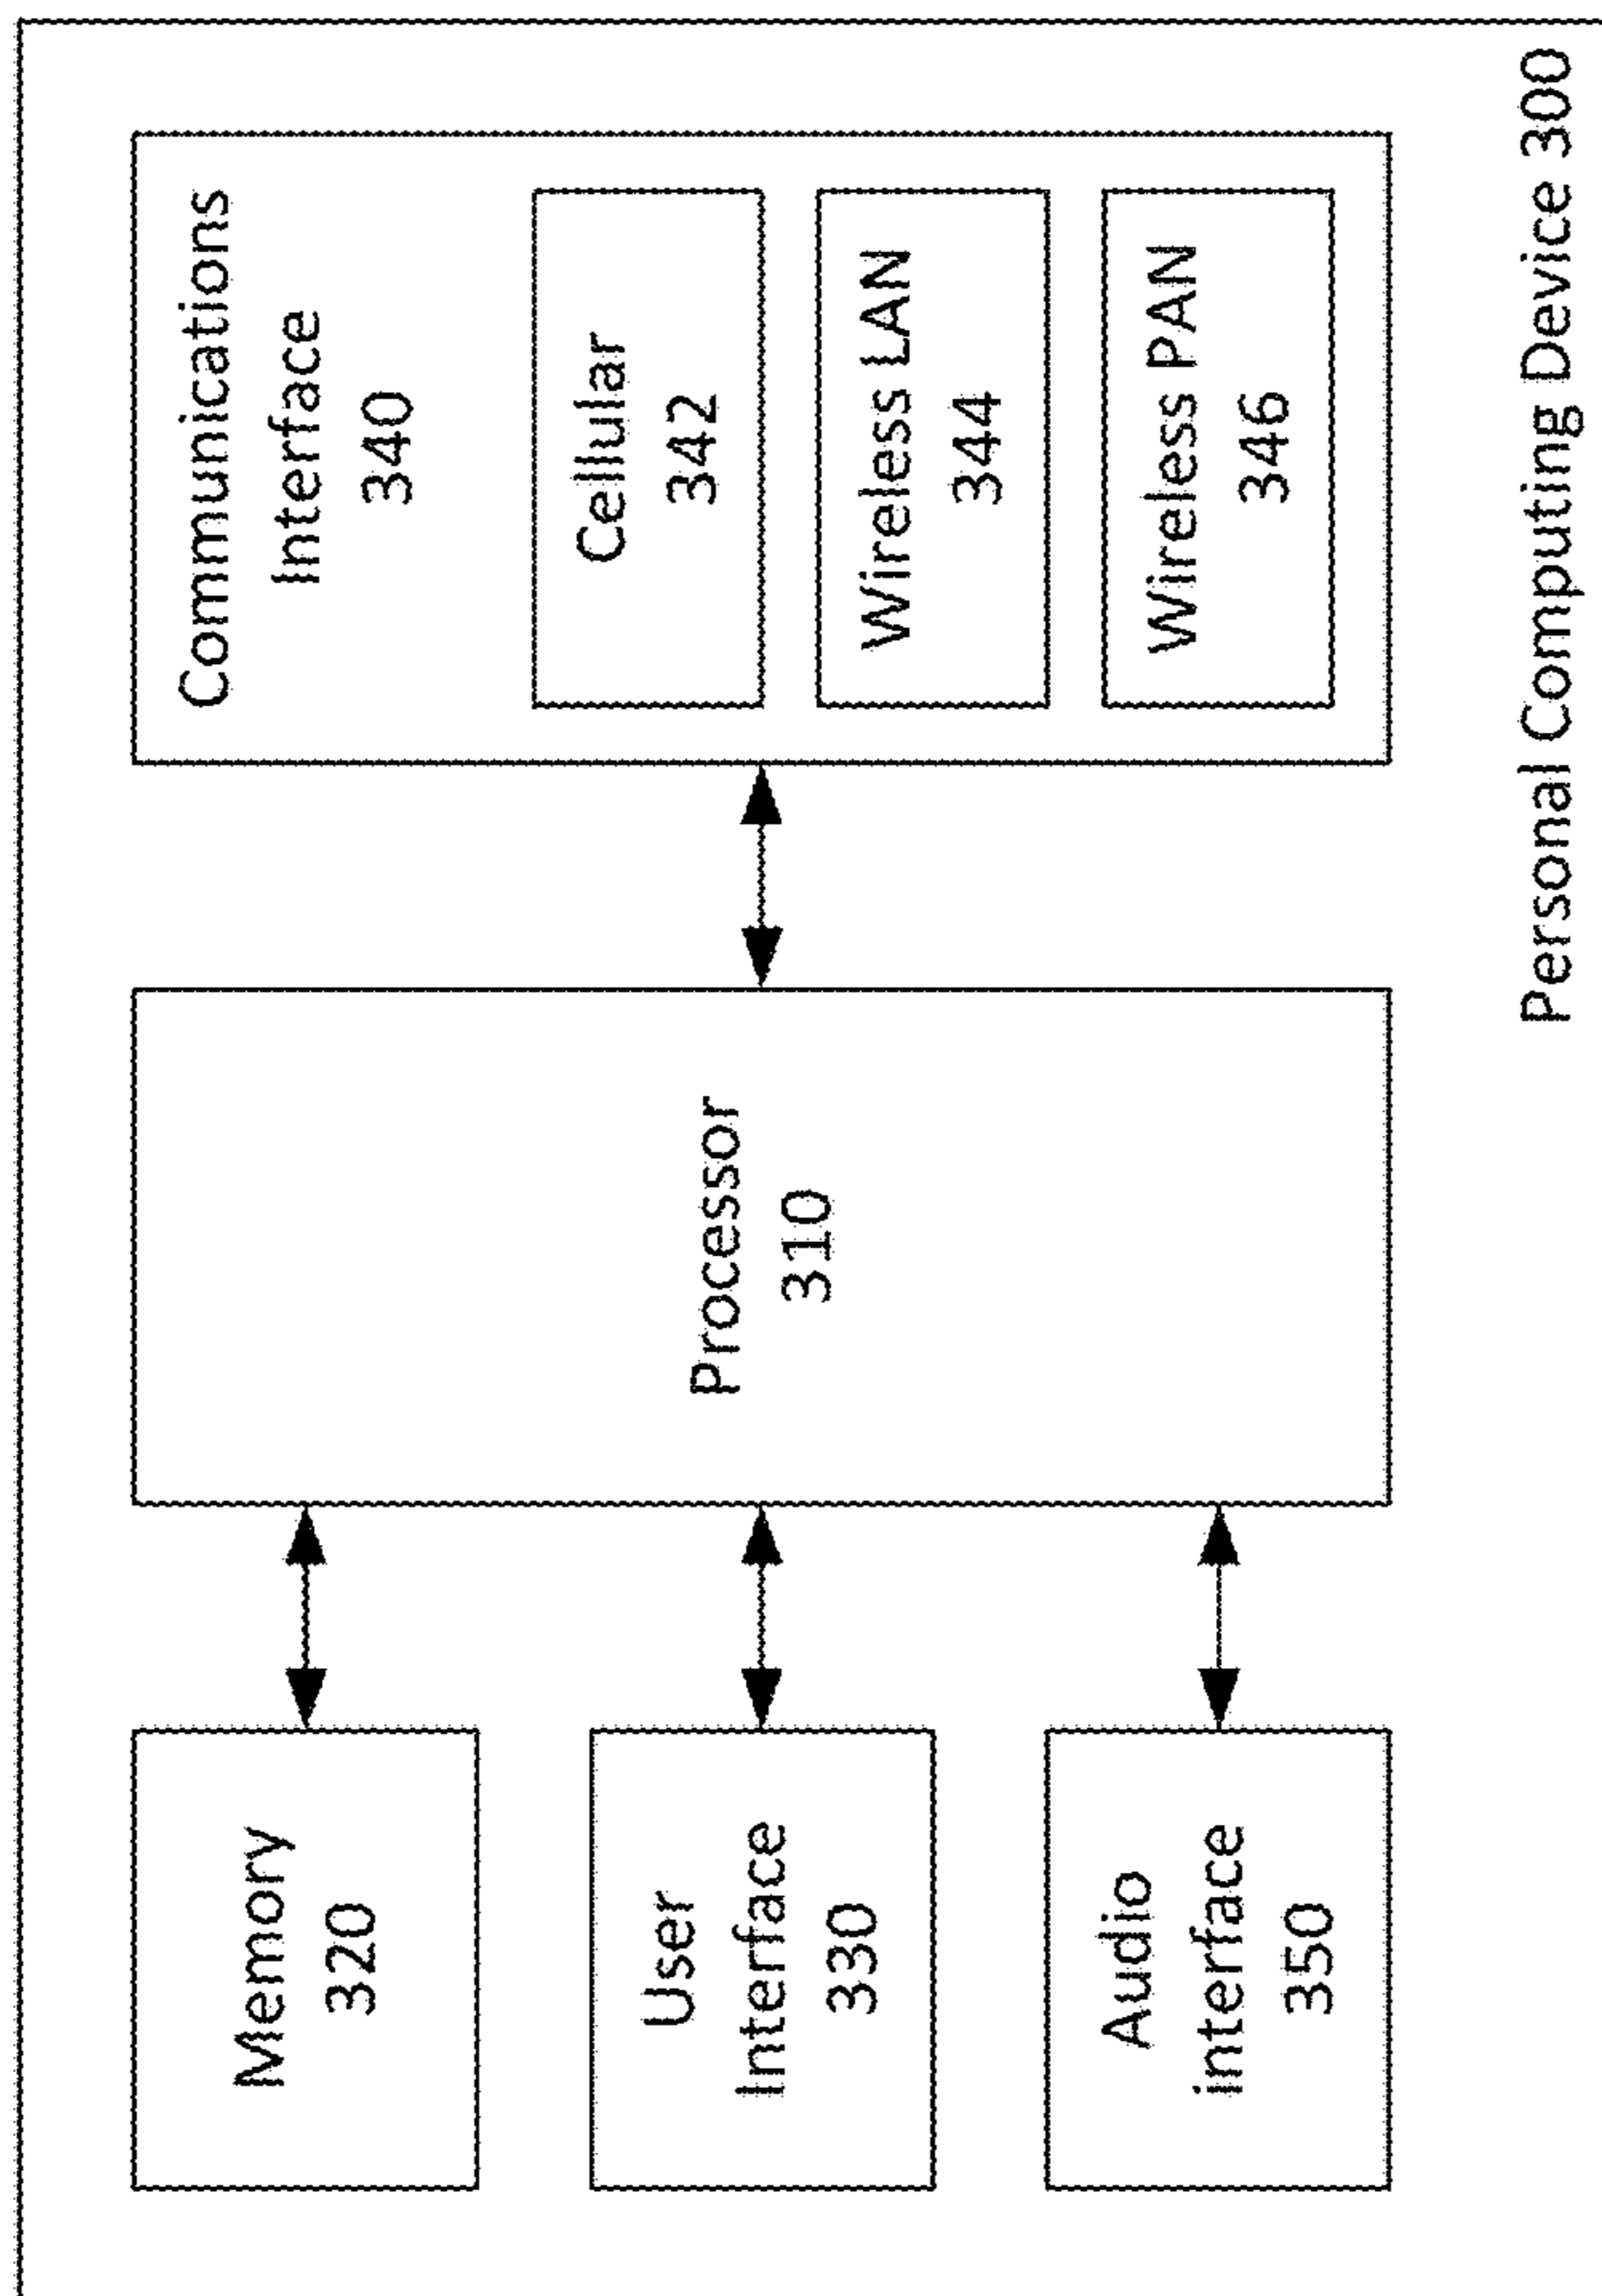 Memory
320
User
Interface
330
Audio
interface
350
Processor
310
Communications
Interface
340
Cellular
342
Wireless LAN
344
Wireless PAN
346
Personal Computing Device 300